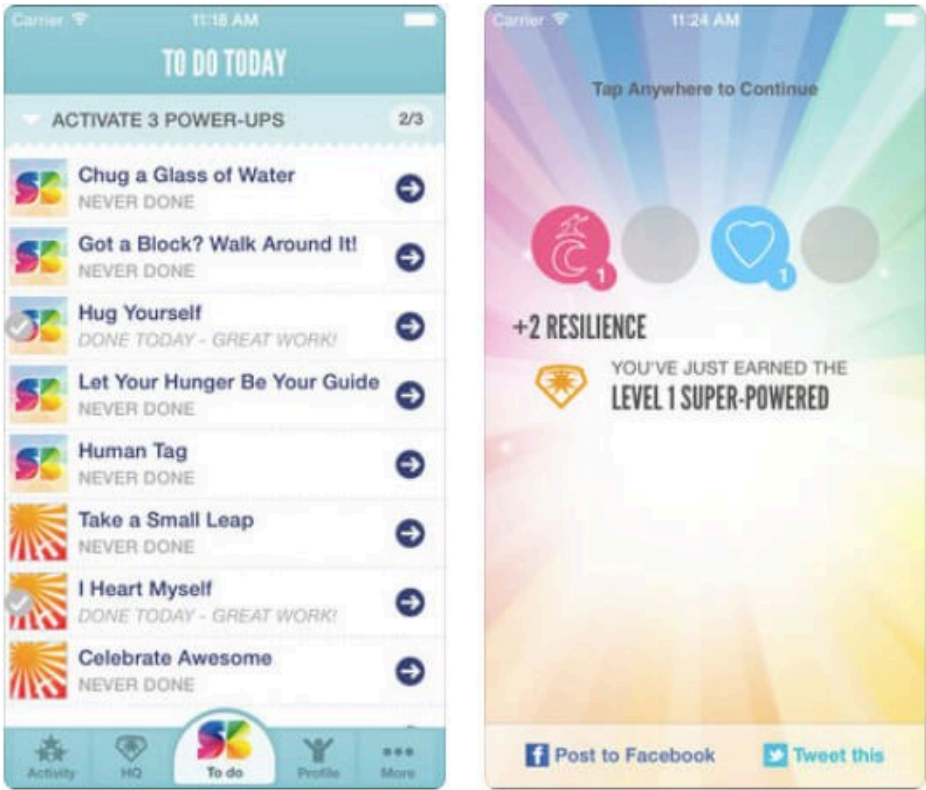 Carrier 11:18 AM
TO DO TODAY
ACTIVATE 3 POWER-UPS 2/3
Chug a Glass of Water
NEVER DONE
Got a Block? Walk Around It!
NEVER DONE
Hug Yourself
DONE TODAY - GREAT WORK!
Let Your Hunger Be Your Guide
NEVER DONE
Human Tag
NEVER DONE
Take a Small Leap
NEVER DONE
I Heart Myself
DONE TODAY - GREAT WORK!
Celebrate Awesome
NEVER DONE
Activity HQ To do Profile More
Carrier 11:24 AM
Tap Anywhere to Continue
1 1
+2 RESILIENCE
YOU'VE JUST EARNED THE
LEVEL 1 SUPER-POWERED
Post to Facebook Tweet this